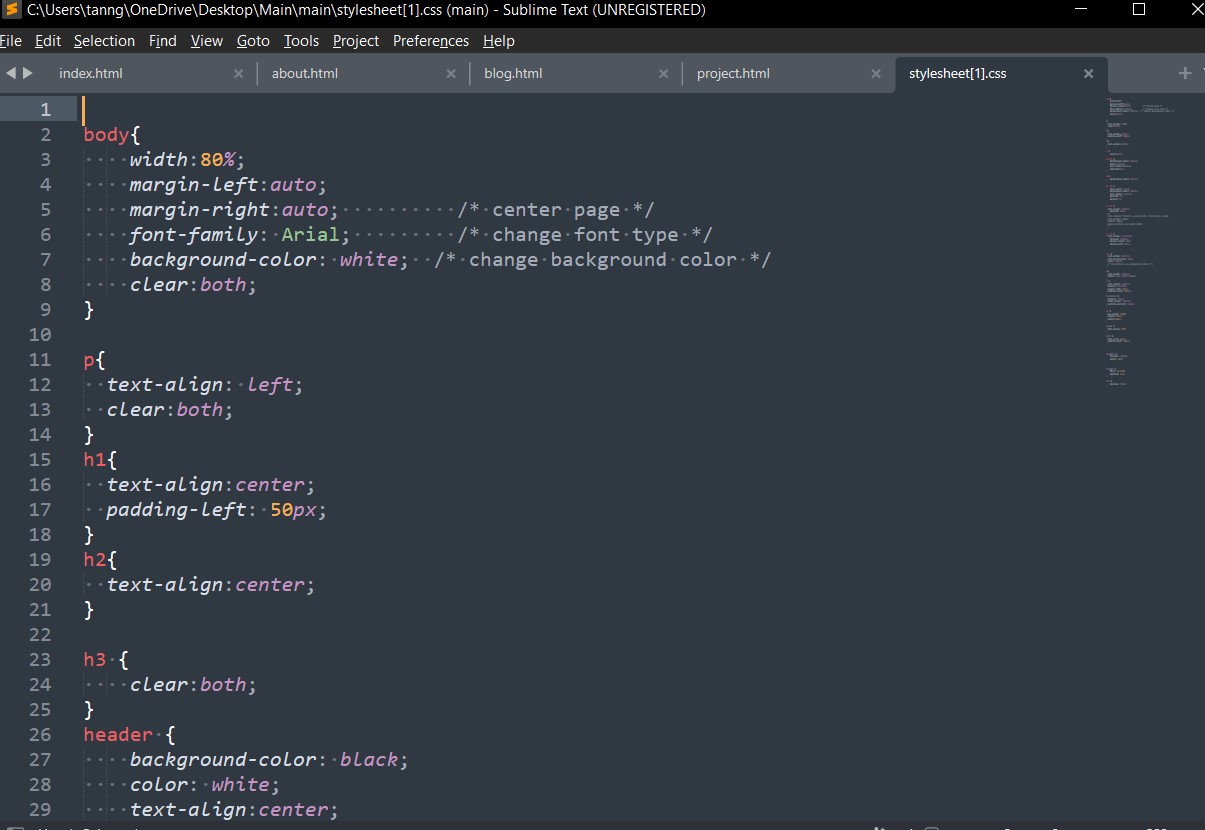 C:\Users\tanng\OneDrive\Desktop\Main\main\stylesheet[1].css (main) - Sublime Text (UNREGISTERED)
File Edit Selection Find View Goto Tools Project Preferences Help
index.html about.html blog.html project.html stylesheet[1].css
1
2 body{
3     width:80%;
4     margin-left:auto;
5     margin-right:auto;          /* center page */
6     font-family: Arial;         /* change font type */
7     background-color: white;  /* change background color */
8     clear:both;
9 }
10
11 p{
12   text-align: left;
13   clear:both;
14 }
15 h1{
16   text-align:center;
17   padding-left: 50px;
18 }
19 h2{
20   text-align:center;
21 }
22
23 h3 {
24     clear:both;
25 }
26 header {
27     background-color: black;
28     color: white;
29     text-align:center;